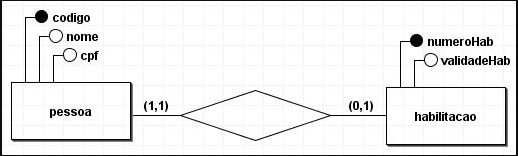 codigo
nome
cpf
pessoa
(1,1)
(0,1)
numeroHab
validadeHab
habilitacao